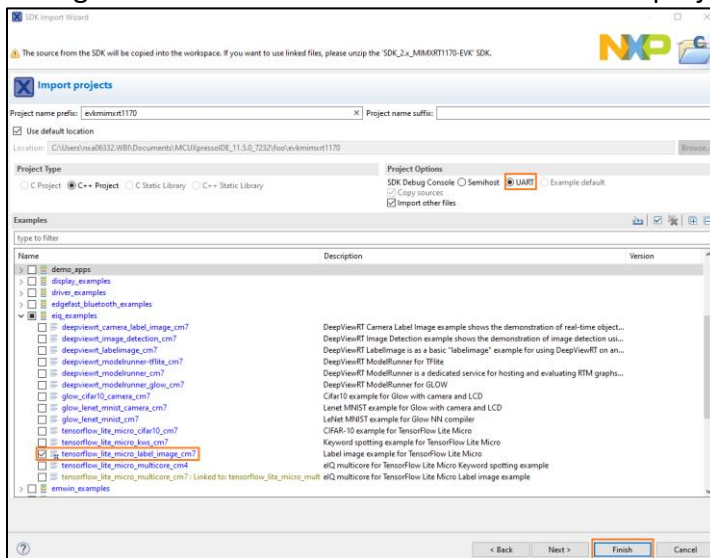 SDK Import Wizard
The source from the SDK will be copied into the workspace. If you want to use linked files, please unzip the 'SDK_2.x_MIMXRT1170-EVK' SDK.
NXP
Import projects
Project name prefix: evkmimxrt1170 Project name suffix:
Use default location
Location: C:\Users\nxa06332.WBI\Documents\MCUXpressoIDE_11.5.0_7232\foo\evkmimxrt1170 Browse...
Project Type Project Options
C Project C++ Project C Static Library C++ Static Library SDK Debug Console Semihost UART Example default
Copy sources
Import other files
Examples
type to filter
Name Description Version
demo_apps
display_examples
driver_examples
edgefast_bluetooth_examples
eiq_examples
deepviewrt_camera_label_image_cm7 DeepViewRT Camera Label Image example shows the demonstration of real-time object...
deepviewrt_image_detection_cm7 DeepViewRT Image Detection example shows the demonstration of image detection usi...
deepviewrt_labelimage_cm7 DeepViewRT LabelImage is as a basic "labelimage" example for using DeepViewRT on an...
deepviewrt_modelrunner-tflite_cm7 DeepViewRT ModelRunner for TFlite
deepviewrt_modelrunner_cm7 DeepViewRT ModelRunner is a dedicated service for hosting and evaluating RTM graphs...
deepviewrt_modelrunner_glow_cm7 DeepViewRT ModelRunner for GLOW
glow_cifar10_camera_cm7 Cifar10 example for Glow with camera and LCD
glow_lenet_mnist_camera_cm7 Lenet MNIST example for Glow with camera and LCD
glow_lenet_mnist_cm7 LeNet MNIST example for Glow NN compiler
tensorflow_lite_micro_cifar10_cm7 CIFAR-10 example for TensorFlow Lite Micro
tensorflow_lite_micro_kws_cm7 Keyword spotting example for TensorFlow Lite Micro
tensorflow_lite_micro_label_image_cm7 Label image example for TensorFlow Lite Micro
tensorflow_lite_micro_multicore_cm4 eIQ multicore for TensorFlow Lite Micro Keyword spotting example
tensorflow_lite_micro_multicore_cm7 : Linked to: tensorflow_lite_micro_mult eIQ multicore for TensorFlow Lite Micro Label image example
emwin_examples
< Back Next > Finish Cancel